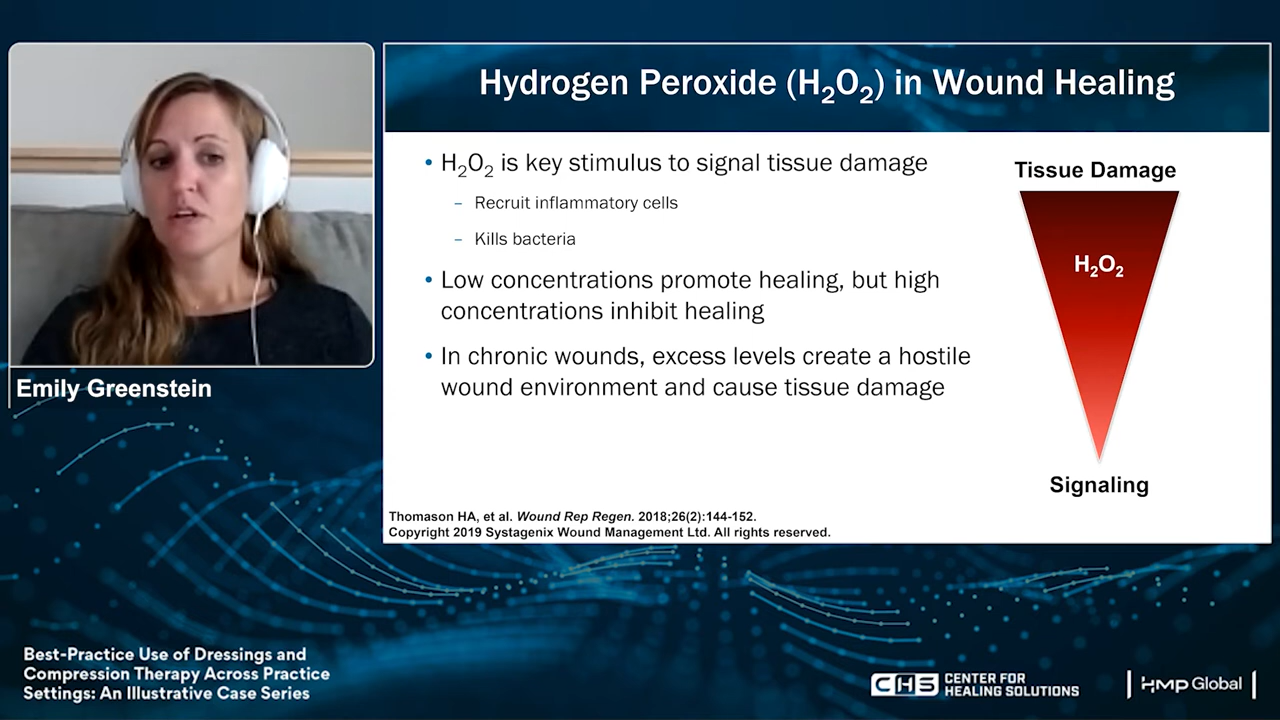 Hydrogen Peroxide (H₂O₂) in Wound Healing
• H₂O₂ is key stimulus to signal tissue damage
– Recruit inflammatory cells
– Kills bacteria
• Low concentrations promote healing, but high
concentrations inhibit healing
• In chronic wounds, excess levels create a hostile
wound environment and cause tissue damage
Tissue Damage
H₂O₂
Signaling
Thomason HA, et al. Wound Rep Regen. 2018;26(2):144-152.
Copyright 2019 Systagenix Wound Management Ltd. All rights reserved.
Emily Greenstein
Best-Practice Use of Dressings and
Compression Therapy Across Practice
Settings: An Illustrative Case Series
CHS CENTER FOR
HEALING SOLUTIONS
HMP Global